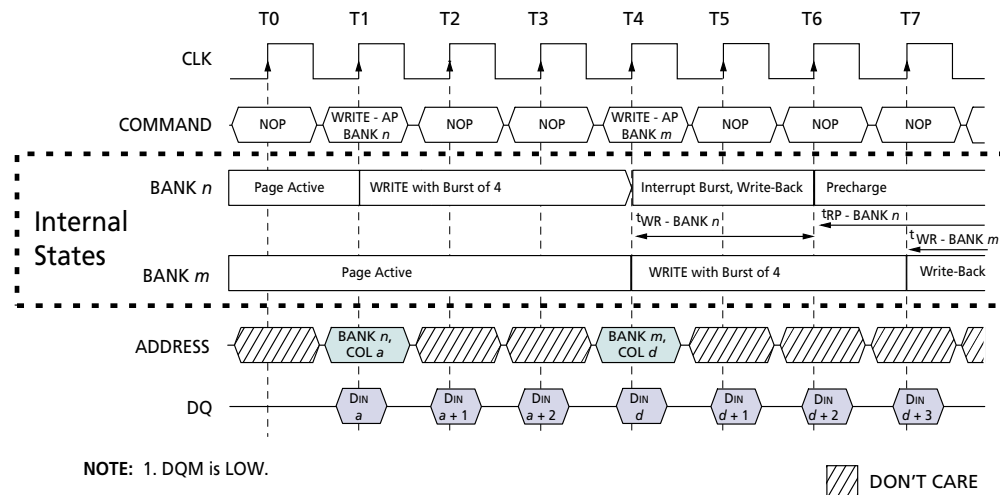 T0 T1 T2 T3 T4 T5 T6 T7
CLK
COMMAND NOP WRITE - AP BANK n NOP NOP WRITE - AP BANK m NOP NOP NOP
Internal States
BANK n Page Active WRITE with Burst of 4 Interrupt Burst, Write-Back Precharge
tWR - BANK n tRP - BANK n
tWR - BANK m
BANK m Page Active WRITE with Burst of 4 Write-Back
ADDRESS BANK n, COL a BANK m, COL d
DQ DIN a DIN a + 1 DIN a + 2 DIN d DIN d + 1 DIN d + 2 DIN d + 3
NOTE: 1. DQM is LOW.
DON'T CARE